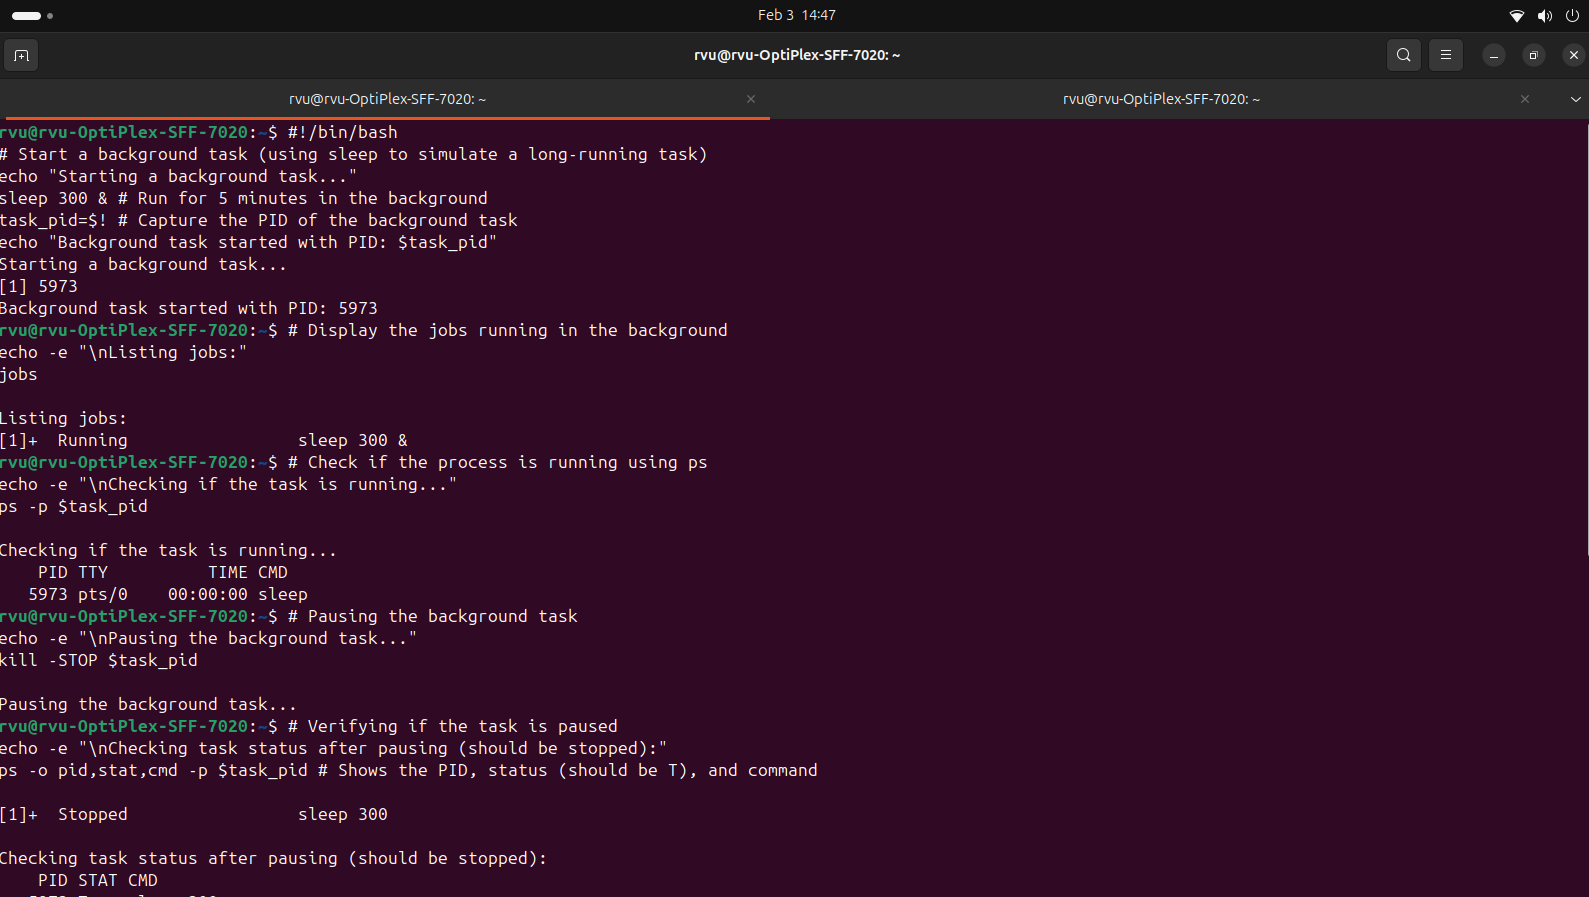 Feb 3 14:47
rvu@rvu-OptiPlex-SFF-7020: ~
rvu@rvu-OptiPlex-SFF-7020: ~
rvu@rvu-OptiPlex-SFF-7020: ~
rvu@rvu-OptiPlex-SFF-7020:~$ #!/bin/bash
# Start a background task (using sleep to simulate a long-running task)
echo "Starting a background task..."
sleep 300 & # Run for 5 minutes in the background
task_pid=$! # Capture the PID of the background task
echo "Background task started with PID: $task_pid"
Starting a background task...
[1] 5973
Background task started with PID: 5973
rvu@rvu-OptiPlex-SFF-7020:~$ # Display the jobs running in the background
echo -e "\nListing jobs:"
jobs
Listing jobs:
[1]+  Running                 sleep 300 &
rvu@rvu-OptiPlex-SFF-7020:~$ # Check if the process is running using ps
echo -e "\nChecking if the task is running..."
ps -p $task_pid
Checking if the task is running...
    PID TTY          TIME CMD
   5973 pts/0    00:00:00 sleep
rvu@rvu-OptiPlex-SFF-7020:~$ # Pausing the background task
echo -e "\nPausing the background task..."
kill -STOP $task_pid
Pausing the background task...
rvu@rvu-OptiPlex-SFF-7020:~$ # Verifying if the task is paused
echo -e "\nChecking task status after pausing (should be stopped):"
ps -o pid,stat,cmd -p $task_pid # Shows the PID, status (should be T), and command
[1]+  Stopped                 sleep 300
Checking task status after pausing (should be stopped):
    PID STAT CMD